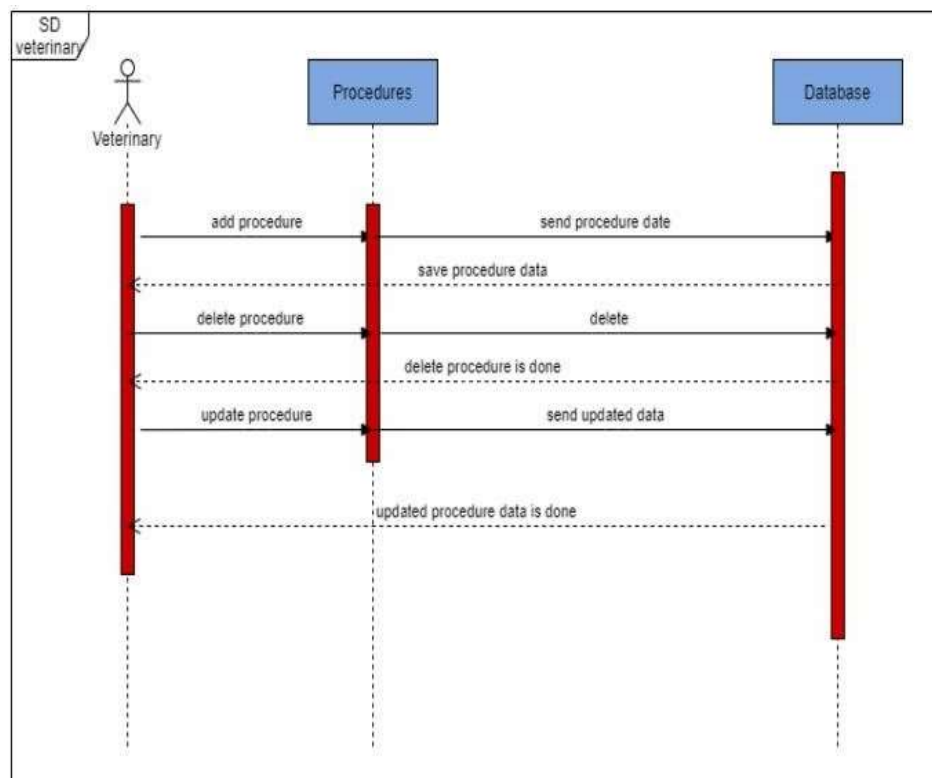 SD
veterinary
Veterinary
Procedures
Database
add procedure
send procedure date
save procedure data
delete procedure
delete
delete procedure is done
update procedure
send updated data
updated procedure data is done